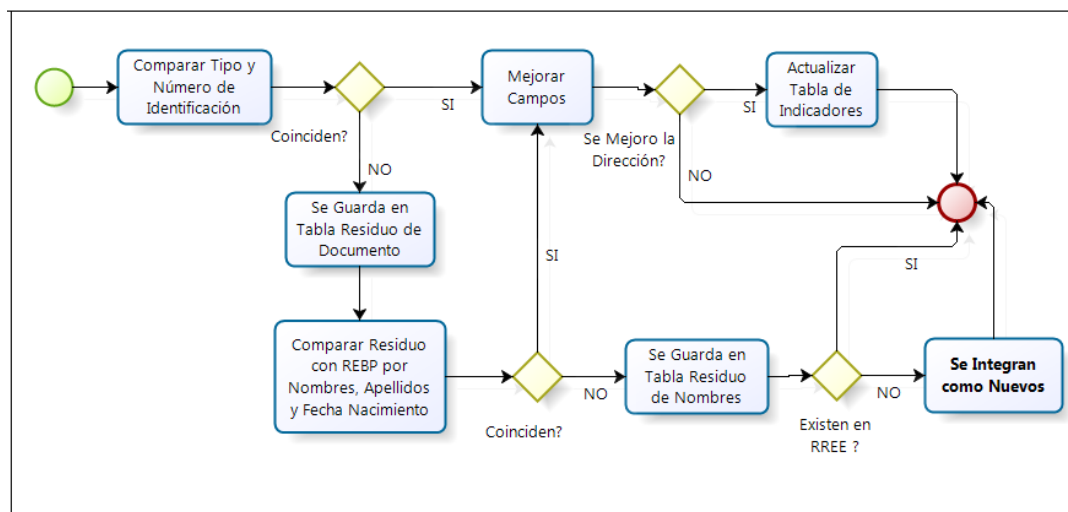 Comparar Tipo y
Número de
Identificación
Coinciden?
SI
NO
Mejorar
Campos
Se Mejoro la
Dirección?
SI
NO
Actualizar
Tabla de
Indicadores
Se Guarda en
Tabla Residuo de
Documento
Comparar Residuo
con REBP por
Nombres, Apellidos
y Fecha Nacimiento
Coinciden?
SI
NO
Se Guarda en
Tabla Residuo
de Nombres
Existen en
RREE ?
SI
NO
Se Integran
como Nuevos